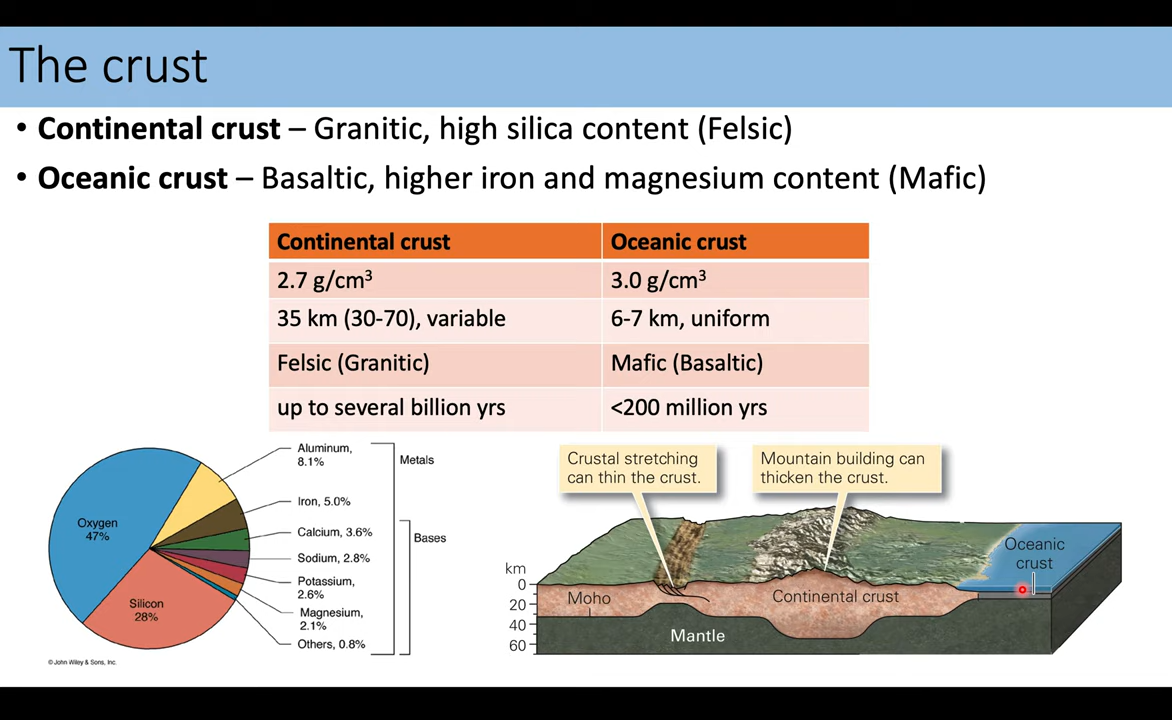 The crust
• Continental crust – Granitic, high silica content (Felsic)
• Oceanic crust – Basaltic, higher iron and magnesium content (Mafic)
Continental crust Oceanic crust
2.7 g/cm³ 3.0 g/cm³
35 km (30-70), variable 6-7 km, uniform
Felsic (Granitic) Mafic (Basaltic)
up to several billion yrs <200 million yrs
Oxygen
47%
Silicon
28%
Aluminum,
8.1%
Iron, 5.0%
Calcium, 3.6%
Sodium, 2.8%
Potassium,
2.6%
Magnesium,
2.1%
Others, 0.8%
Metals
Bases
© John Wiley & Sons, Inc.
Crustal stretching
can thin the crust.
Mountain building can
thicken the crust.
Oceanic
crust
km
0
20
40
60
Moho
Continental crust
Mantle